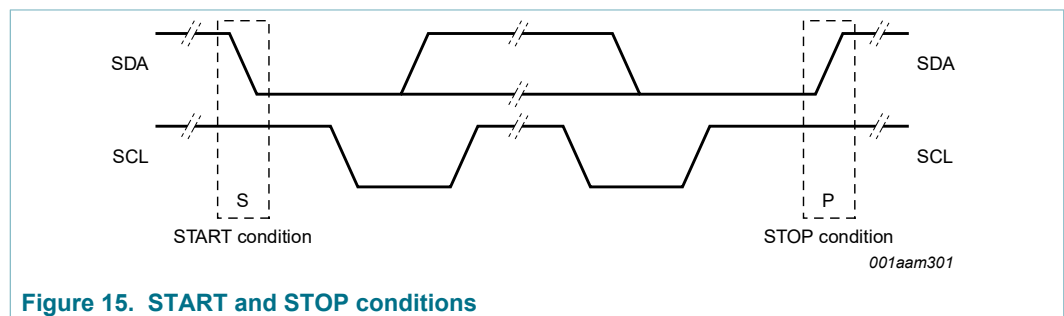 SDA SDA
SCL SCL
S P
START condition STOP condition
001aam301
Figure 15. START and STOP conditions